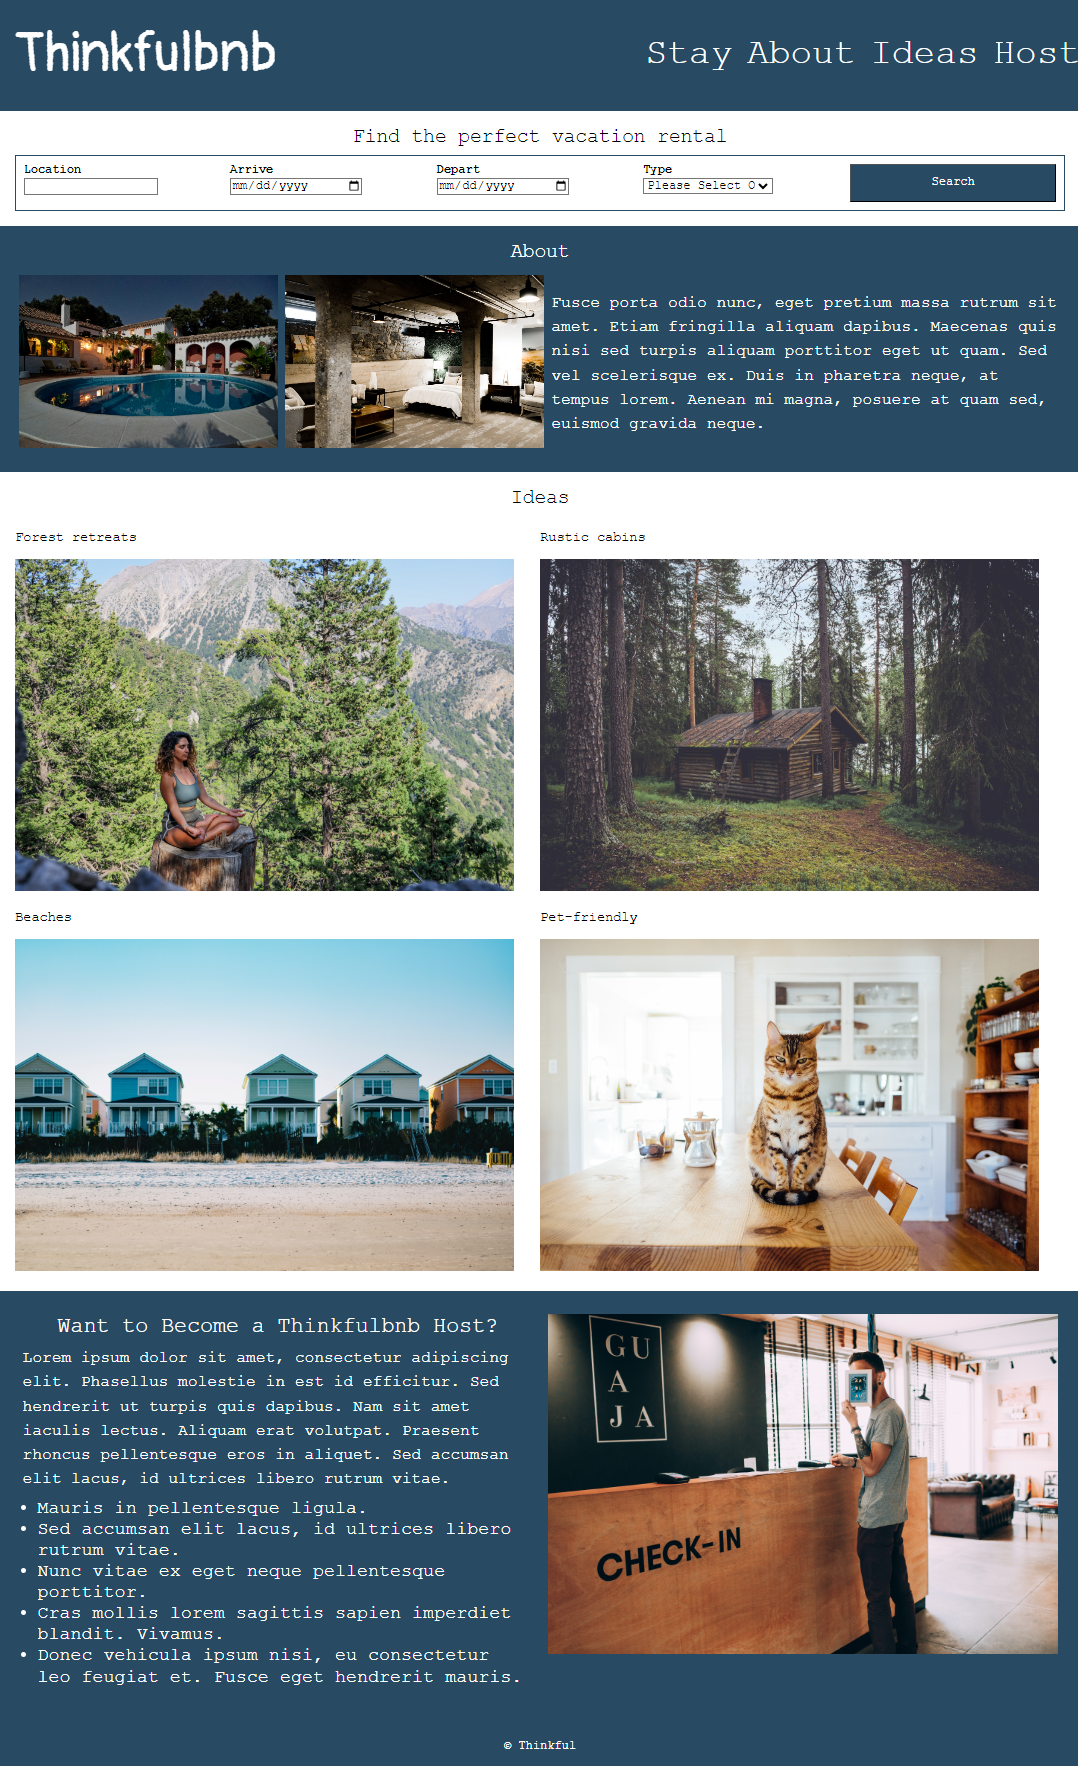 Thinkfulbnb
Stay About Ideas Host
Find the perfect vacation rental
Location
Arrive
Depart
Type
mm/dd/yyyy
mm/dd/yyyy
Please Select O
Search
About
Fusce porta odio nunc, eget pretium massa rutrum sit
amet. Etiam fringilla aliquam dapibus. Maecenas quis
nisi sed turpis aliquam porttitor eget ut quam. Sed
vel scelerisque ex. Duis in pharetra neque, at
tempus lorem. Aenean mi magna, posuere at quam sed,
euismod gravida neque.
Ideas
Forest retreats
Rustic cabins
Beaches
Pet-friendly
Want to Become a Thinkfulbnb Host?
Lorem ipsum dolor sit amet, consectetur adipiscing
elit. Phasellus molestie in est id efficitur. Sed
hendrerit ut turpis quis dapibus. Nam sit amet
iaculis lectus. Aliquam erat volutpat. Praesent
rhoncus pellentesque eros in aliquet. Sed accumsan
elit lacus, id ultrices libero rutrum vitae.
• Mauris in pellentesque ligula.
• Sed accumsan elit lacus, id ultrices libero
rutrum vitae.
• Nunc vitae ex eget neque pellentesque
porttitor.
• Cras mollis lorem sagittis sapien imperdiet
blandit. Vivamus.
• Donec vehicula ipsum nisi, eu consectetur
leo feugiat et. Fusce eget hendrerit mauris.
GU
A
JA
CHECK-IN
© Thinkful